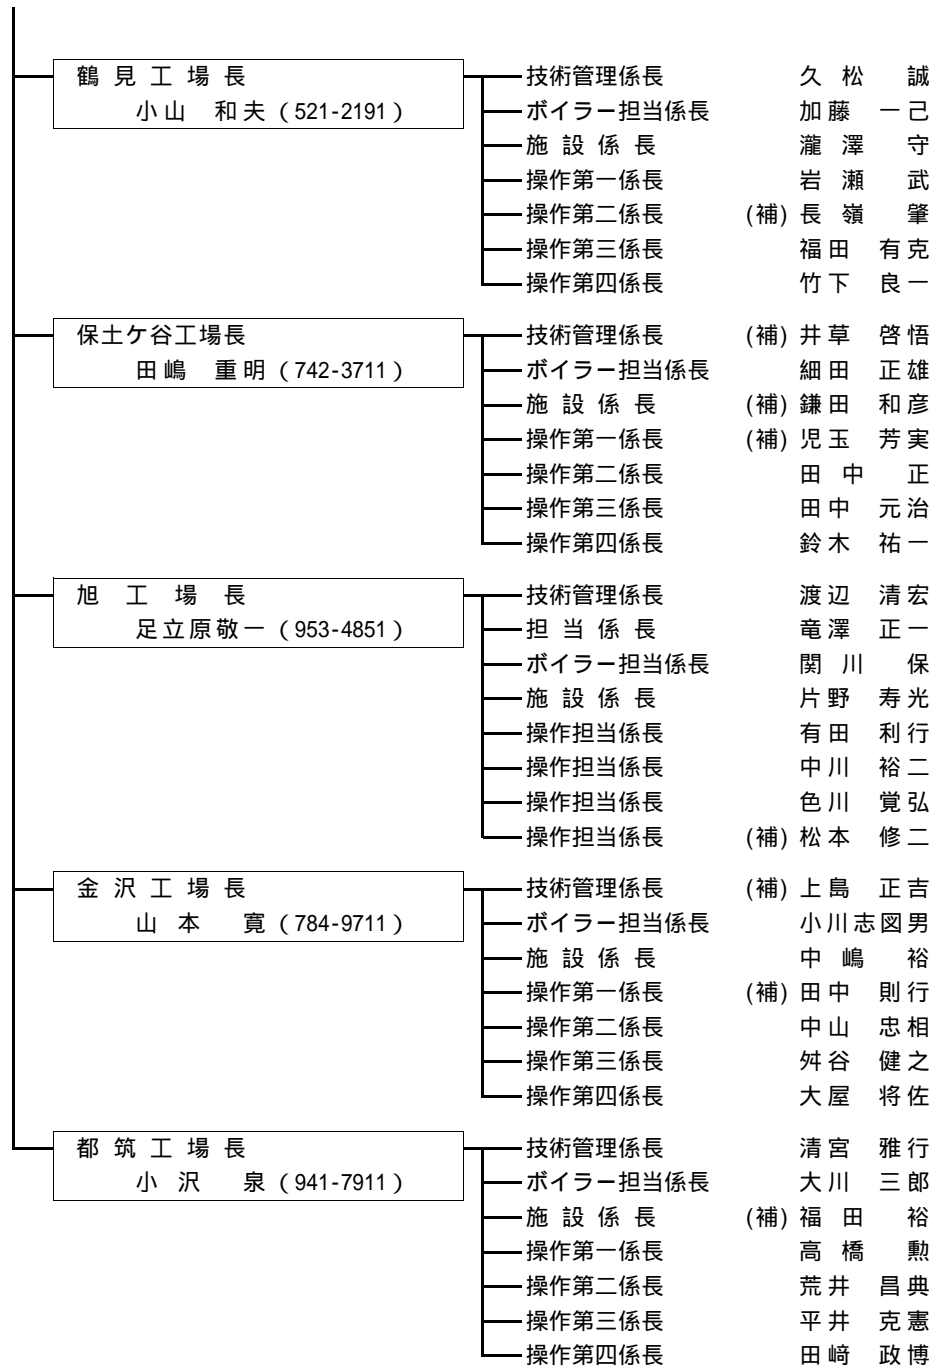 鶴見工場長 技術管理係長 久松 誠
小山 和夫（521-2191） ボイラー担当係長 加藤 一己
施設係長 瀧澤 守
操作第一係長 岩瀬 武
操作第二係長 (補) 長嶺 肇
操作第三係長 福田 有克
操作第四係長 竹下 良一
保土ケ谷工場長 技術管理係長 (補) 井草 啓悟
田嶋 重明（742-3711） ボイラー担当係長 細田 正雄
施設係長 (補) 鎌田 和彦
操作第一係長 (補) 児玉 芳実
操作第二係長 田中 正
操作第三係長 田中 元治
操作第四係長 鈴木 祐一
旭工場長 技術管理係長 渡辺 清宏
足立原敬一（953-4851） 担当係長 竜澤 正一
ボイラー担当係長 関川 保
施設係長 片野 寿光
操作担当係長 有田 利行
操作担当係長 中川 裕二
操作担当係長 色川 覚弘
操作担当係長 (補) 松本 修二
金沢工場長 技術管理係長 (補) 上島 正吉
山本 寛（784-9711） ボイラー担当係長 小川志図男
施設係長 中嶋 裕
操作第一係長 (補) 田中 則行
操作第二係長 中山 忠相
操作第三係長 舛谷 健之
操作第四係長 大屋 将佐
都筑工場長 技術管理係長 清宮 雅行
小沢 泉（941-7911） ボイラー担当係長 大川 三郎
施設係長 (補) 福田 裕
操作第一係長 高橋 勲
操作第二係長 荒井 昌典
操作第三係長 平井 克憲
操作第四係長 田﨑 政博